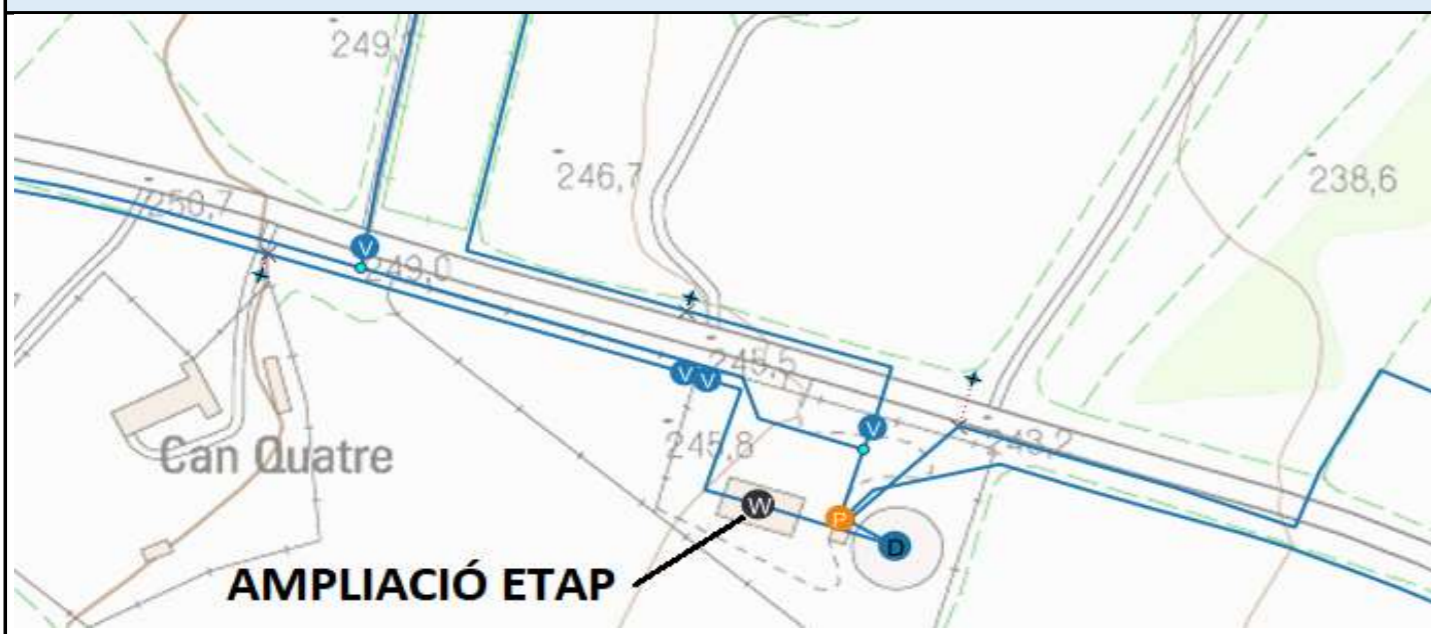 249,
246,7
238,6
250,7
V
249,0
245,5
V V
V
245,8
243,2
Can Quatre
W
P
D
AMPLIACIÓ ETAP